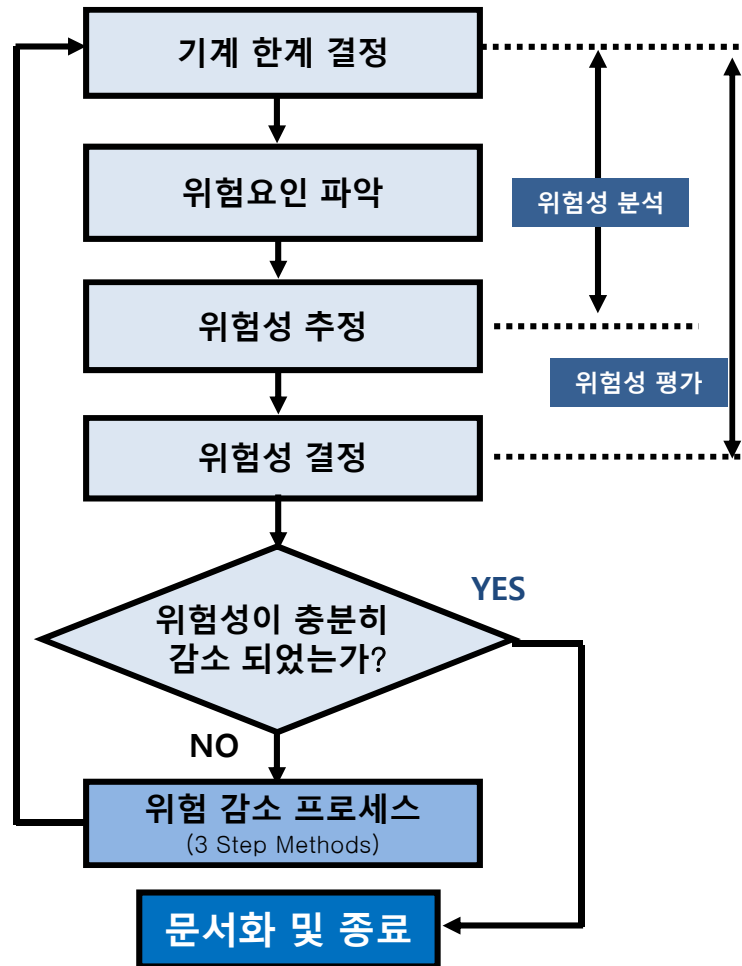 기계 한계 결정
위험요인 파악
위험성 분석
위험성 추정
위험성 평가
위험성 결정
YES
위험성이 충분히
감소 되었는가?
NO
위험 감소 프로세스
(3 Step Methods)
문서화 및 종료